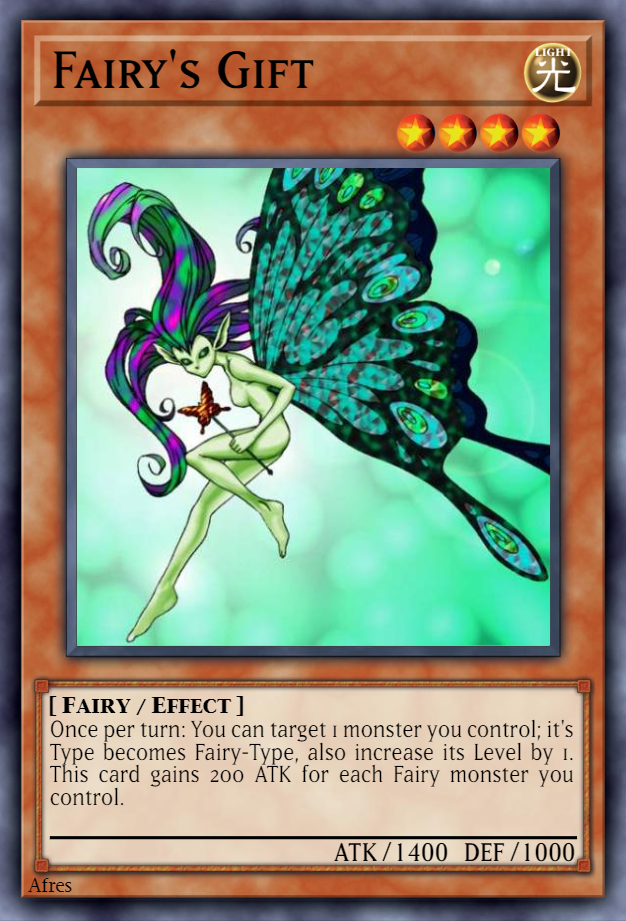 Fairy's Gift
LIGHT
光
[ Fairy / Effect ]
Once per turn: You can target 1 monster you control; it's
Type becomes Fairy-Type, also increase its Level by 1.
This card gains 200 ATK for each Fairy monster you
control.
ATK/1400 DEF/1000
Afres